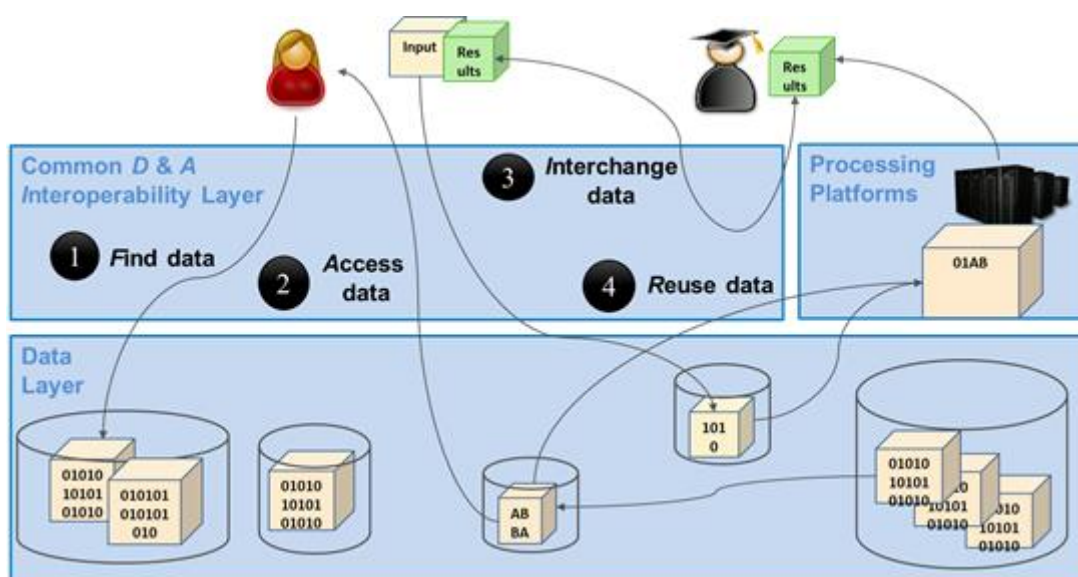 Input
Res
ults
Res
ults
Common D & A
Interoperability Layer
3
Interchange
data
Processing
Platforms
1
Find data
2
Access
data
4
Reuse data
01AB
Data
Layer
01010
10101
01010
010101
010101
010
01010
10101
01010
AB
BA
101
0
01010
10101
01010
10101
01010
10101
01010